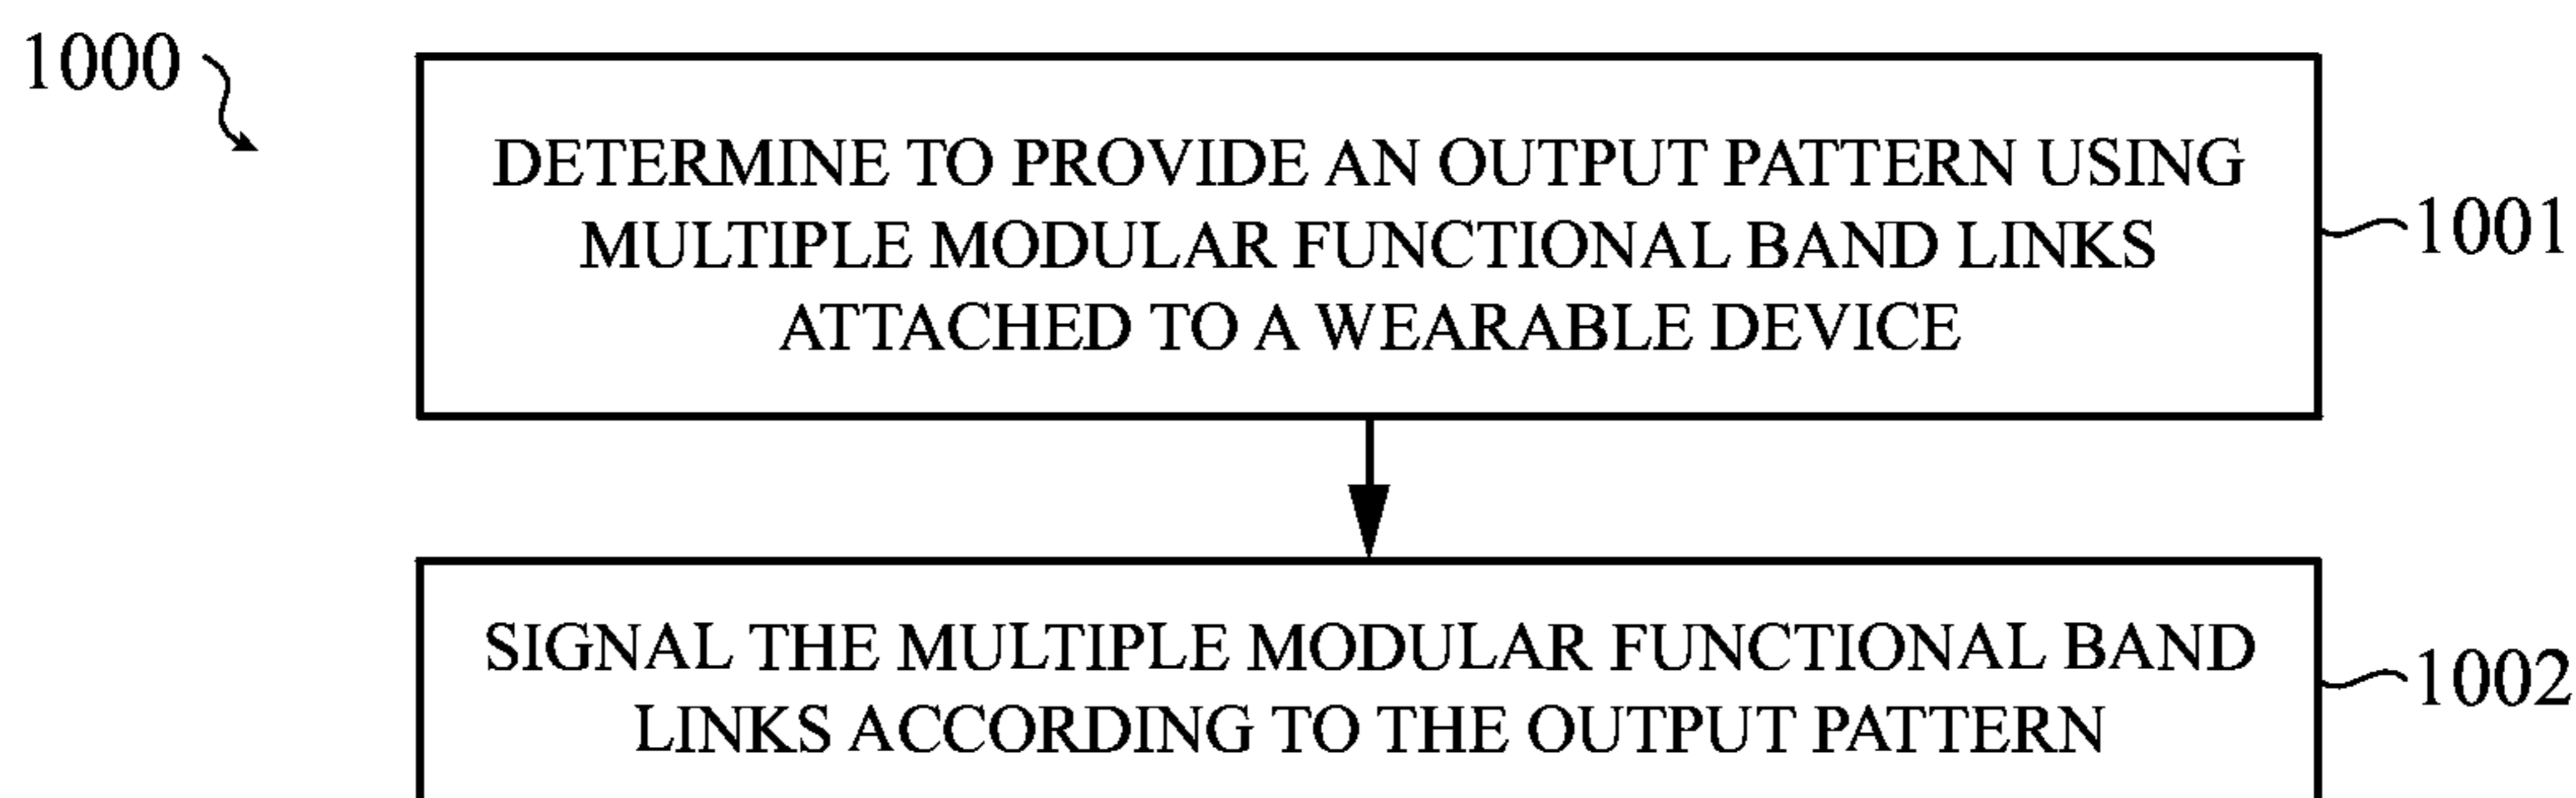 1000
DETERMINE TO PROVIDE AN OUTPUT PATTERN USING
MULTIPLE MODULAR FUNCTIONAL BAND LINKS
ATTACHED TO A WEARABLE DEVICE
1001
SIGNAL THE MULTIPLE MODULAR FUNCTIONAL BAND
LINKS ACCORDING TO THE OUTPUT PATTERN
1002